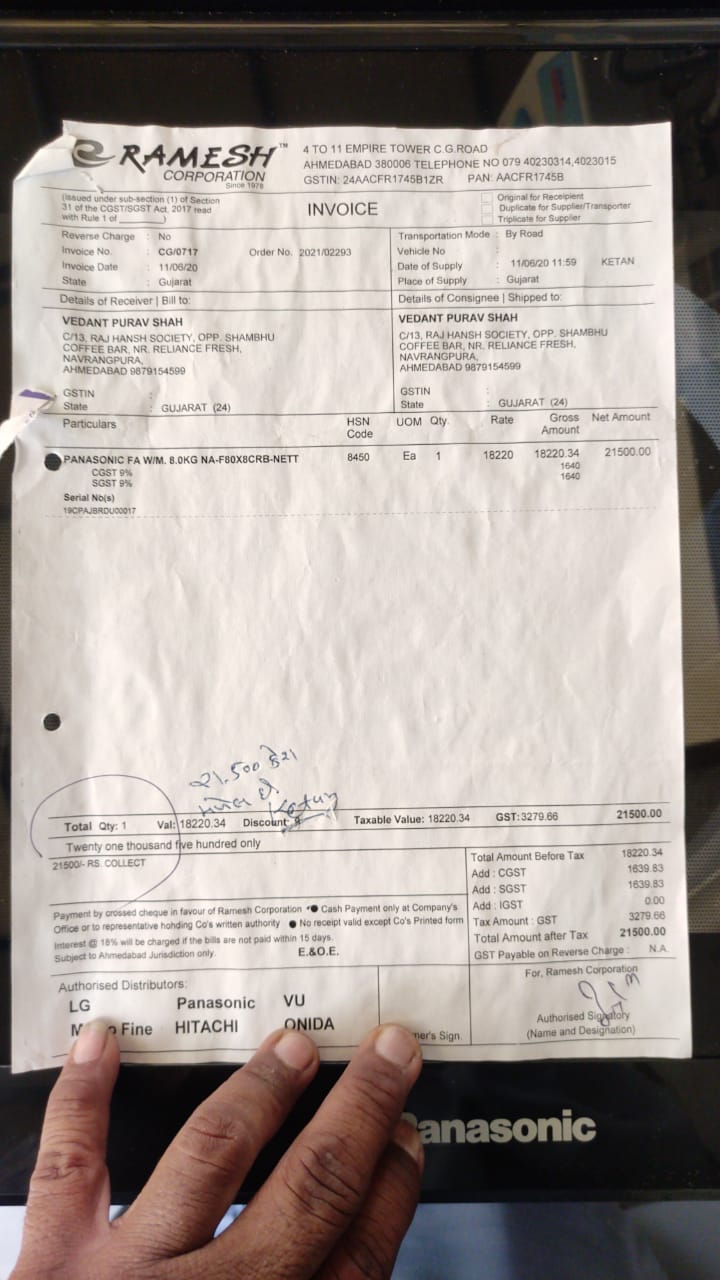 RAMESH™
CORPORATION
Since 1978
4 TO 11 EMPIRE TOWER C.G.ROAD
AHMEDABAD 380006 TELEPHONE NO 079 40230314,4023015
GSTIN: 24AACFR1745B1ZR PAN: AACFR1745B
(Issued under sub-section (1) of Section
31 of the CGST/SGST Act, 2017 read
with Rule 1 of ________)
INVOICE
Original for Receipient
Duplicate for Supplier/Transporter
Triplicate for Supplier
Reverse Charge : No
Invoice No. : CG/0717 Order No. 2021/02293
Invoice Date : 11/06/20
State : Gujarat
Transportation Mode : By Road
Vehicle No :
Date of Supply : 11/06/20 11:59 KETAN
Place of Supply : Gujarat
Details of Receiver | Bill to:
VEDANT PURAV SHAH
C/13, RAJ HANSH SOCIETY, OPP. SHAMBHU
COFFEE BAR, NR. RELIANCE FRESH,
NAVRANGPURA,
AHMEDABAD 9879154599
GSTIN :
State : GUJARAT (24)
Details of Consignee | Shipped to:
VEDANT PURAV SHAH
C/13, RAJ HANSH SOCIETY, OPP. SHAMBHU
COFFEE BAR, NR. RELIANCE FRESH,
NAVRANGPURA,
AHMEDABAD 9879154599
GSTIN :
State : GUJARAT (24)
Particulars HSN Code UOM Qty. Rate Gross Amount Net Amount
PANASONIC FA W/M. 8.0KG NA-F80X8CRB-NETT 8450 Ea 1 18220 18220.34 21500.00
CGST 9% 1640
SGST 9% 1640
Serial No(s)
19CPAJBRDU00017
21.500
Ketan
Total Qty: 1 Val: 18220.34 Discount: Taxable Value: 18220.34 GST:3279.66 21500.00
Twenty one thousand five hundred only
21500/- RS. COLLECT
Total Amount Before Tax 18220.34
Add : CGST 1639.83
Add : SGST 1639.83
Add : IGST 0.00
Tax Amount : GST 3279.66
Total Amount after Tax 21500.00
GST Payable on Reverse Charge : N.A.
Payment by crossed cheque in favour of Ramesh Corporation • Cash Payment only at Company's
Office or to representative hohding Co's written authority • No receipt valid except Co's Printed form
Interest @ 18% will be charged if the bills are not paid within 15 days.
Subject to Ahmedabad Jurisdiction only. E.&O.E.
Authorised Distributors:
LG Panasonic VU
Fine HITACHI ONIDA
mer's Sign.
For, Ramesh Corporation
Authorised Signatory
(Name and Designation)
Panasonic